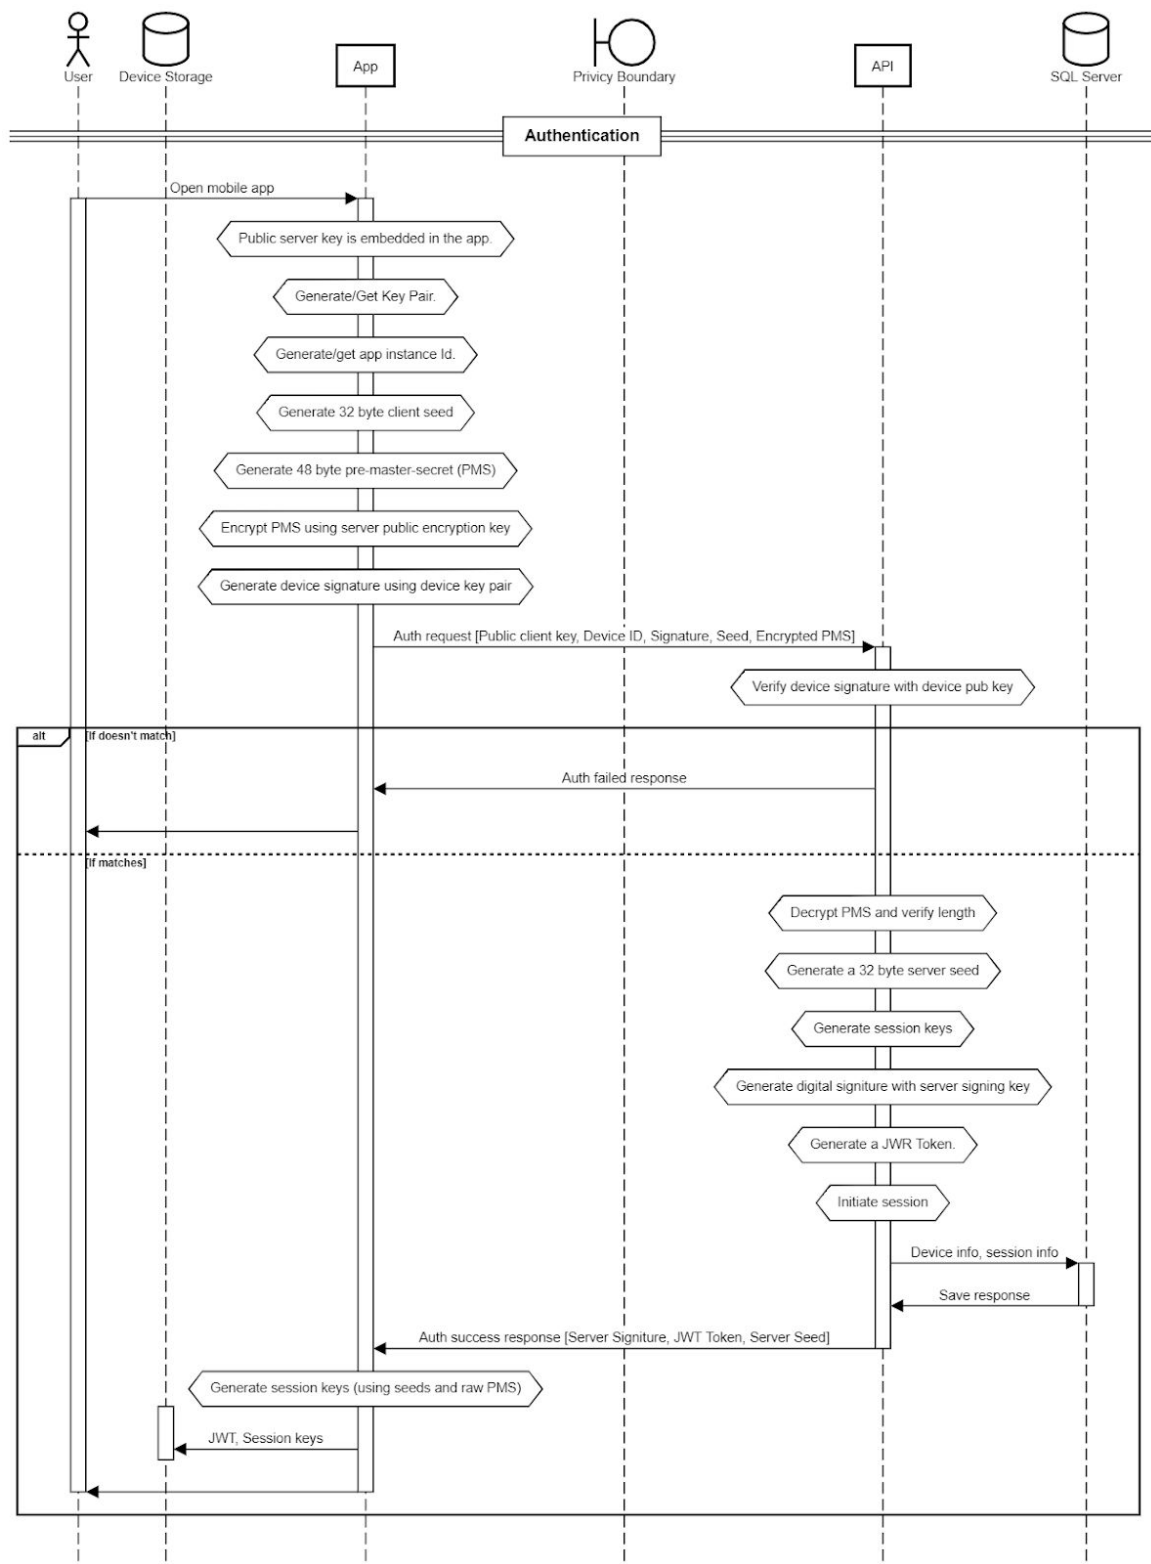 User
Device Storage
App
Privicy Boundary
API
SQL Server
Authentication
Open mobile app
Public server key is embedded in the app.
Generate/Get Key Pair.
Generate/get app instance Id.
Generate 32 byte client seed
Generate 48 byte pre-master-secret (PMS)
Encrypt PMS using server public encryption key
Generate device signature using device key pair
Auth request [Public client key, Device ID, Signature, Seed, Encrypted PMS]
Verify device signature with device pub key
alt
[If doesn't match]
Auth failed response
[If matches]
Decrypt PMS and verify length
Generate a 32 byte server seed
Generate session keys
Generate digital signiture with server signing key
Generate a JWR Token.
Initiate session
Device info, session info
Save response
Auth success response [Server Signiture, JWT Token, Server Seed]
Generate session keys (using seeds and raw PMS)
JWT, Session keys